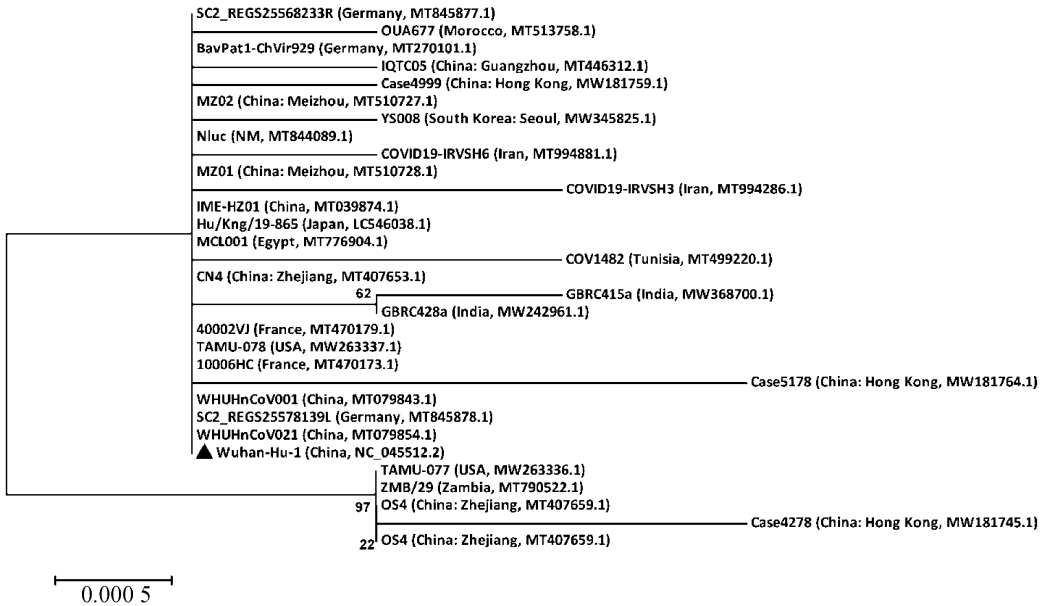 SC2_REGS25568233R (Germany, MT845877.1)
OUA677 (Morocco, MT513758.1)
BavPat1-ChVir929 (Germany, MT270101.1)
IQTC05 (China: Guangzhou, MT446312.1)
Case4999 (China: Hong Kong, MW181759.1)
MZ02 (China: Meizhou, MT510727.1)
YS008 (South Korea: Seoul, MW345825.1)
Nluc (NM, MT844089.1)
COVID19-IRVSH6 (Iran, MT994881.1)
MZ01 (China: Meizhou, MT510728.1)
COVID19-IRVSH3 (Iran, MT994286.1)
IME-HZ01 (China, MT039874.1)
Hu/Kng/19-865 (Japan, LC546038.1)
MCL001 (Egypt, MT776904.1)
COV1482 (Tunisia, MT499220.1)
CN4 (China: Zhejiang, MT407653.1)
62
GBRC415a (India, MW368700.1)
GBRC428a (India, MW242961.1)
40002VJ (France, MT470179.1)
TAMU-078 (USA, MW263337.1)
10006HC (France, MT470173.1)
Case5178 (China: Hong Kong, MW181764.1)
WHUHnCoV001 (China, MT079843.1)
SC2_REGS25578139L (Germany, MT845878.1)
WHUHnCoV021 (China, MT079854.1)
Wuhan-Hu-1 (China, NC_045512.2)
TAMU-077 (USA, MW263336.1)
ZMB/29 (Zambia, MT790522.1)
97
OS4 (China: Zhejiang, MT407659.1)
Case4278 (China: Hong Kong, MW181745.1)
22
OS4 (China: Zhejiang, MT407659.1)
0.000 5